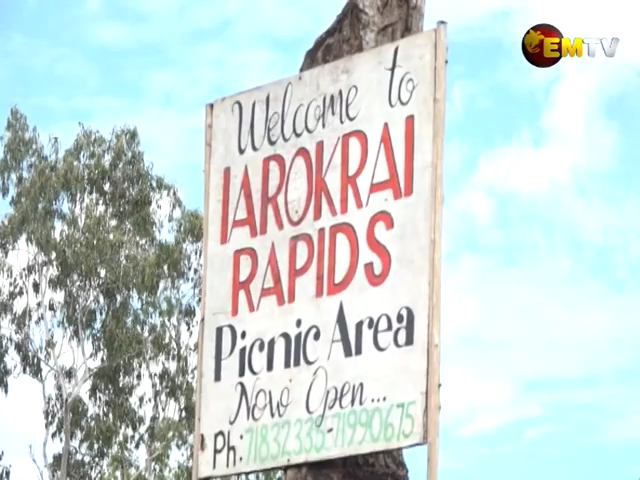 EMTV
Welcome to
IAROKRAI
RAPIDS
Picnic Area
Now Open...
Ph: 71832335-71990675